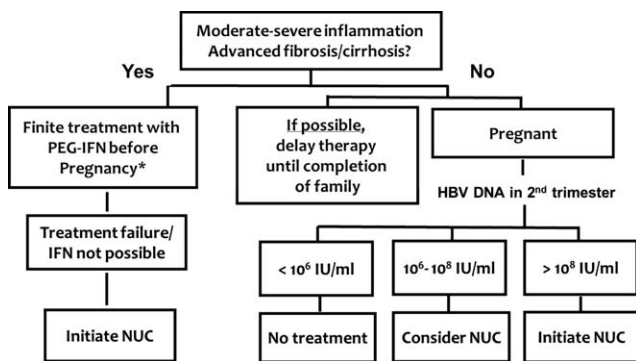 Moderate-severe inflammation
Advanced fibrosis/cirrhosis?
Yes
No
Finite treatment with
PEG-IFN before
Pregnancy*
If possible,
delay therapy
until completion
of family
Pregnant
HBV DNA in 2nd trimester
Treatment failure/
IFN not possible
< 10⁶ IU/ml
10⁶-10⁸ IU/ml
> 10⁸ IU/ml
Initiate NUC
No treatment
Consider NUC
Initiate NUC